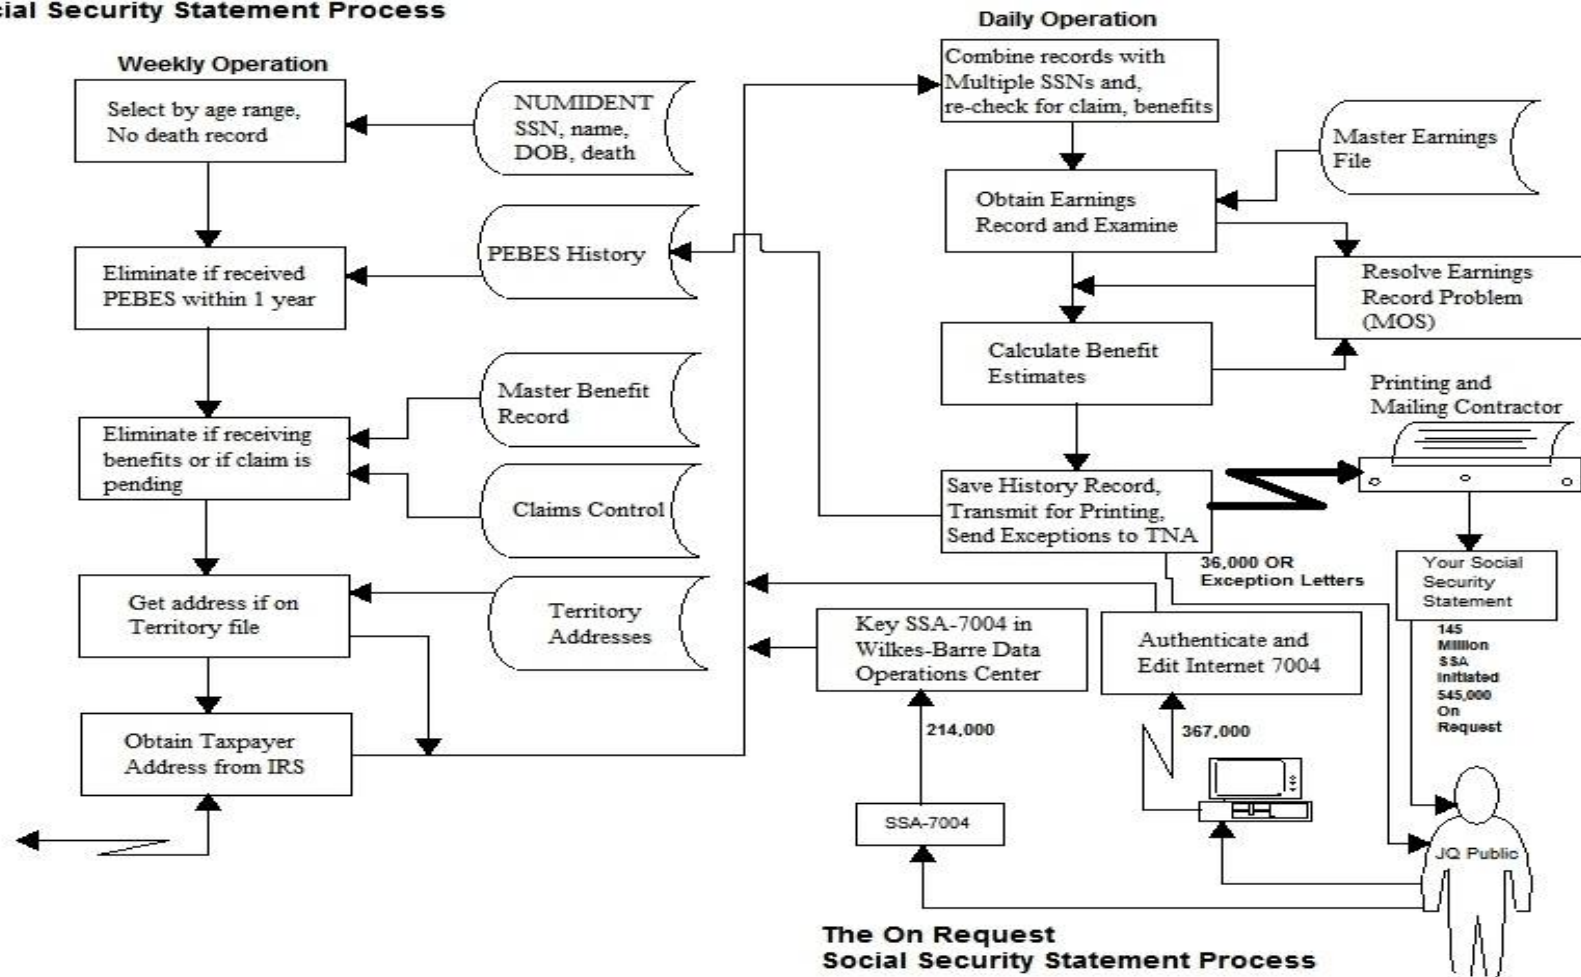 Social Security Statement Process
Weekly Operation
Select by age range,
No death record
NUMIDENT
SSN, name,
DOB, death
Eliminate if received
PEBES within 1 year
PEBES History
Eliminate if receiving
benefits or if claim is
pending
Master Benefit
Record
Claims Control
Get address if on
Territory file
Territory
Addresses
Obtain Taxpayer
Address from IRS
Daily Operation
Combine records with
Multiple SSNs and,
re-check for claim, benefits
Master Earnings
File
Obtain Earnings
Record and Examine
Resolve Earnings
Record Problem
(MOS)
Calculate Benefit
Estimates
Printing and
Mailing Contractor
Save History Record,
Transmit for Printing,
Send Exceptions to TNA
36,000 OR
Exception Letters
Your Social
Security
Statement
145
Million
SSA
Initiated
545,000
On
Request
Key SSA-7004 in
Wilkes-Barre Data
Operations Center
Authenticate and
Edit Internet 7004
214,000
367,000
SSA-7004
JQ Public
The On Request
Social Security Statement Process